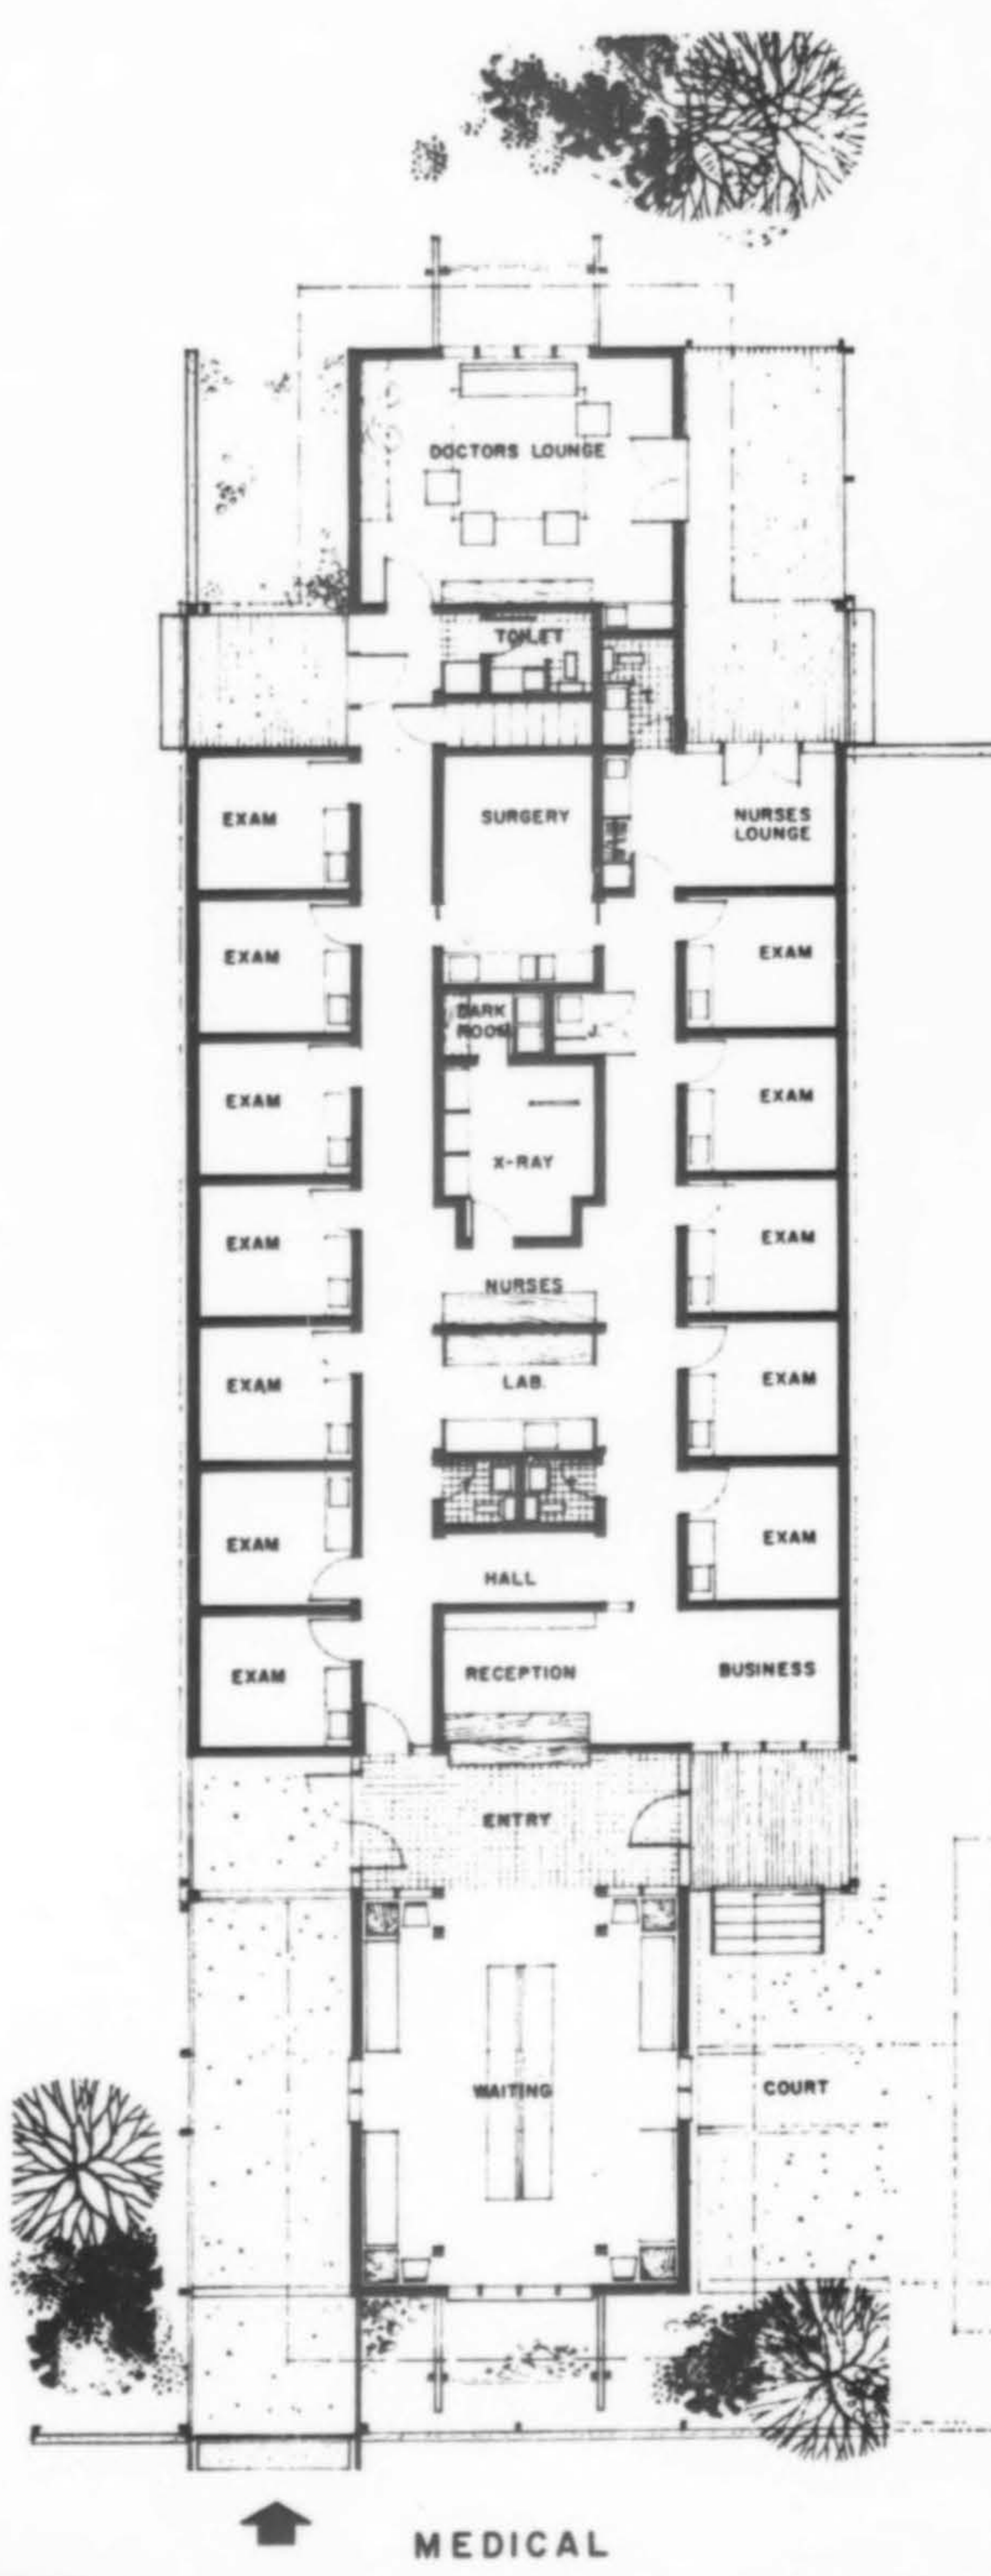 DOCTORS LOUNGE
TOILET
EXAM
SURGERY
NURSES
LOUNGE
EXAM
EXAM
DARK
ROOM
J.
EXAM
EXAM
X-RAY
EXAM
EXAM
NURSES
EXAM
LAB.
EXAM
EXAM
EXAM
HALL
EXAM
RECEPTION
BUSINESS
ENTRY
WAITING
COURT
MEDICAL